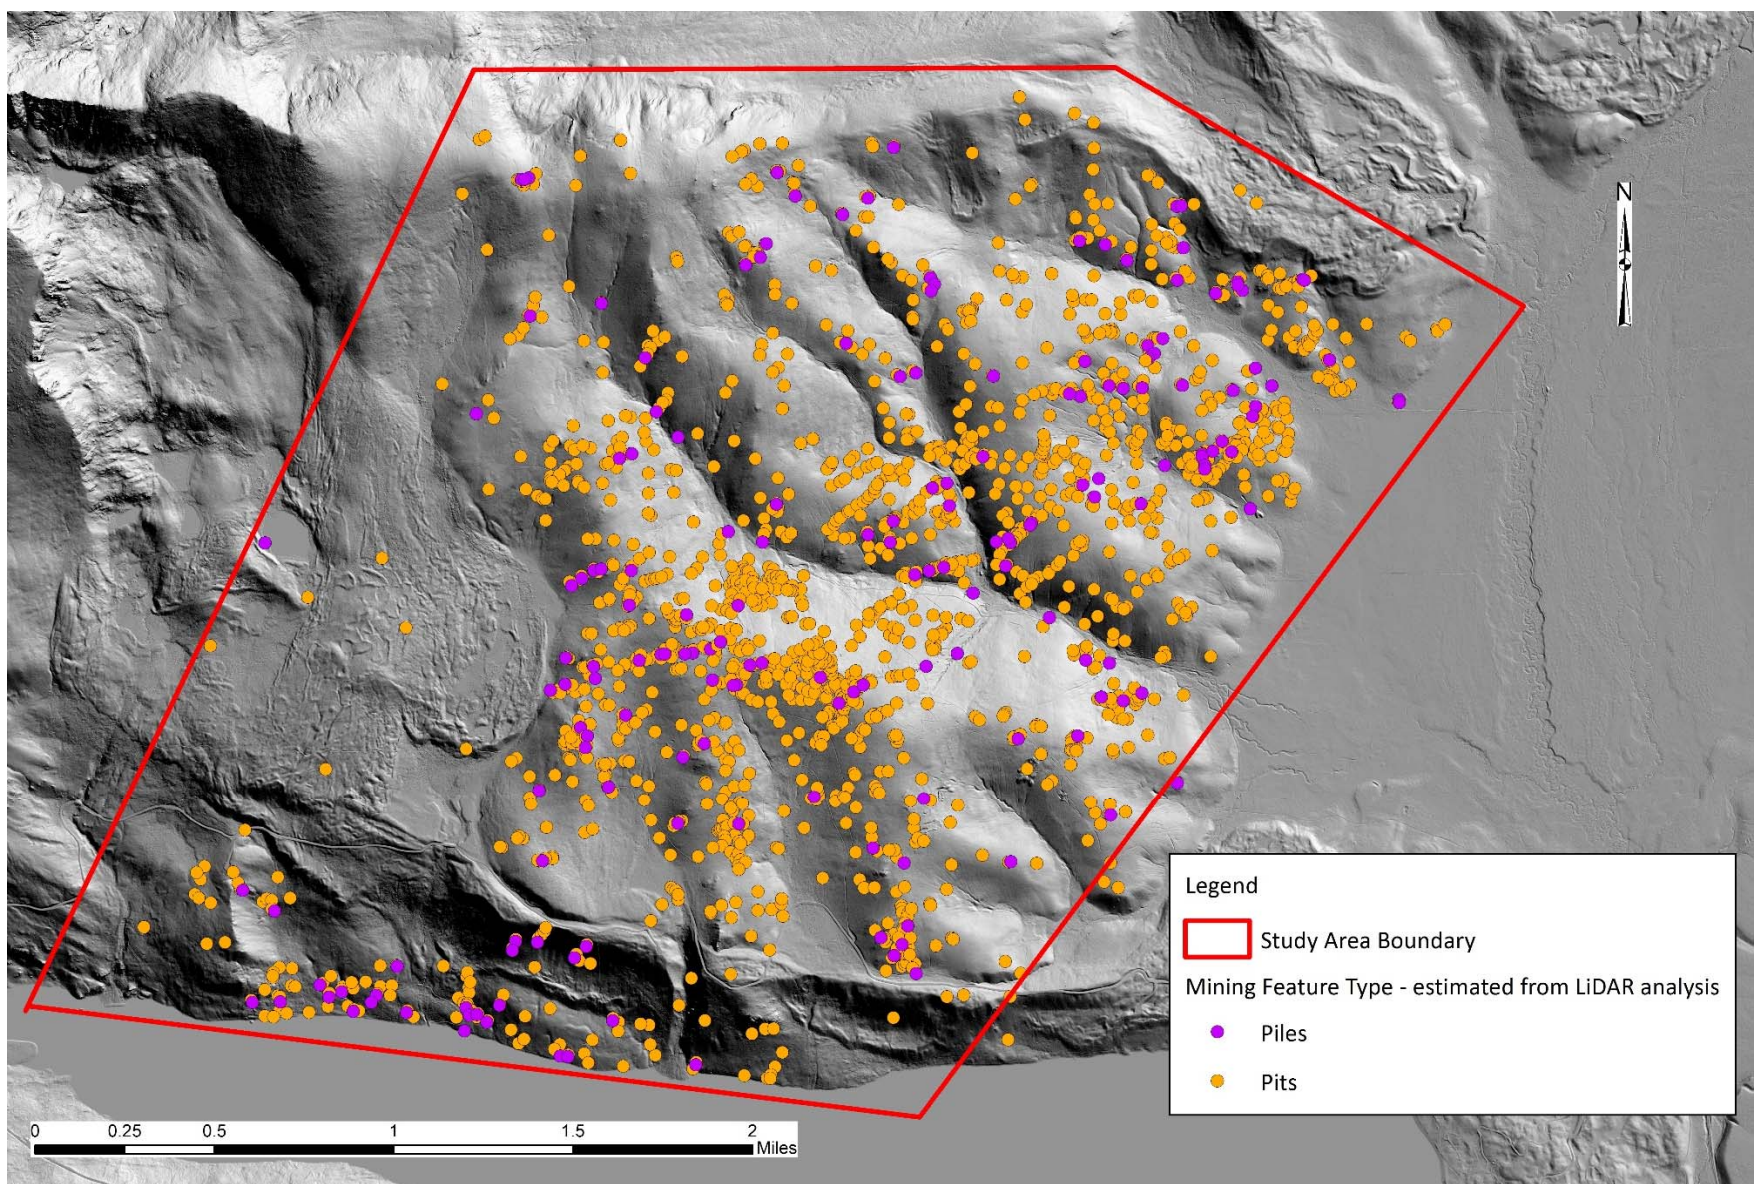 N
Legend
Study Area Boundary
Mining Feature Type - estimated from LiDAR analysis
Piles
Pits
0 0.25 0.5 1 1.5 2
Miles